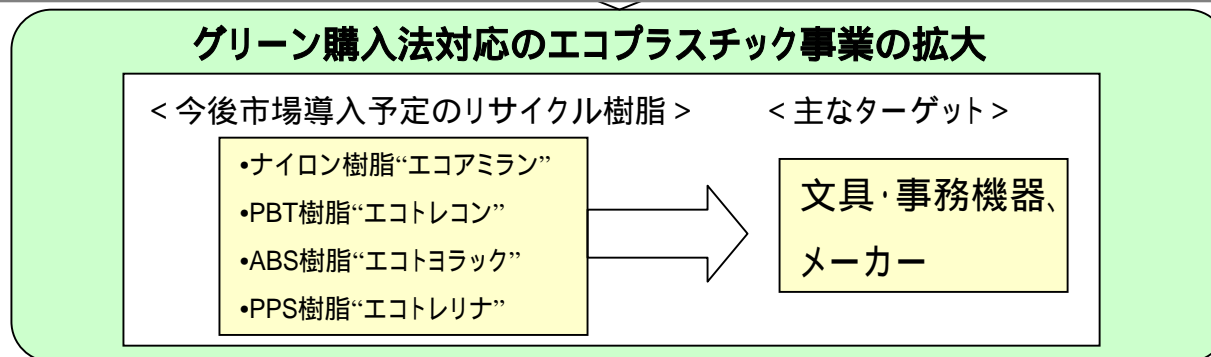 グリーン購入法対応のエコプラスチック事業の拡大
<今後市場導入予定のリサイクル樹脂>
•ナイロン樹脂“エコアミラン”
•PBT樹脂“エコトレコン”
•ABS樹脂“エコトヨラック”
•PPS樹脂“エコトレリナ”
<主なターゲット>
文具・事務機器、
メーカー